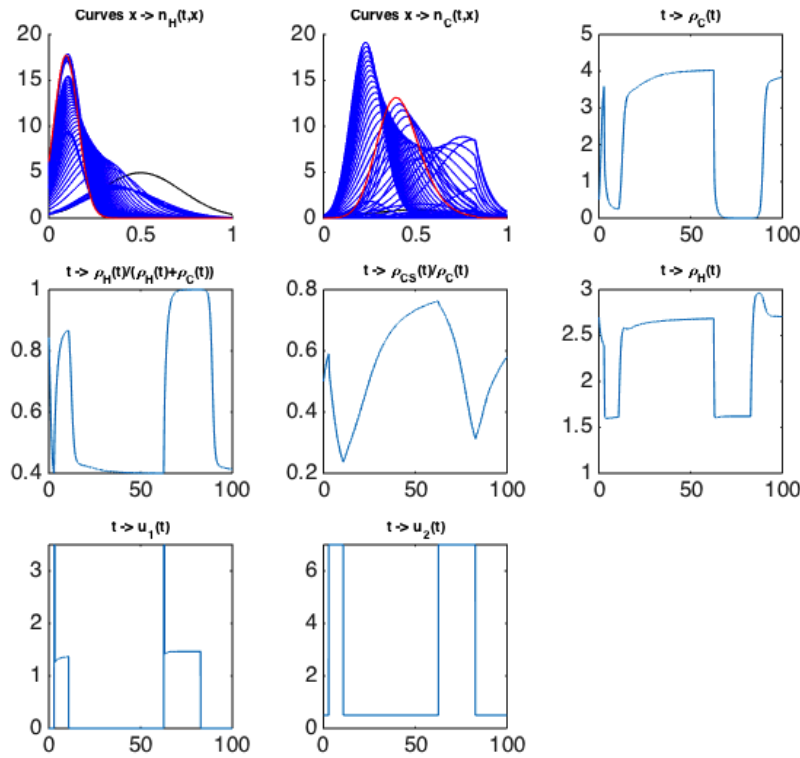 Curves x -> n_H(t,x)
20
15
10
5
0
0 0.5 1
Curves x -> n_C(t,x)
20
15
10
5
0
0 0.5 1
t -> ρ_C(t)
5
4
3
2
1
0
0 50 100
t -> ρ_H(t)/(ρ_H(t)+ρ_C(t))
1
0.8
0.6
0.4
0 50 100
t -> ρ_CS(t)/ρ_C(t)
0.8
0.6
0.4
0.2
0 50 100
t -> ρ_H(t)
3
2.5
2
1.5
1
0 50 100
t -> u_1(t)
3
2
1
0
0 50 100
t -> u_2(t)
6
4
2
0
0 50 100